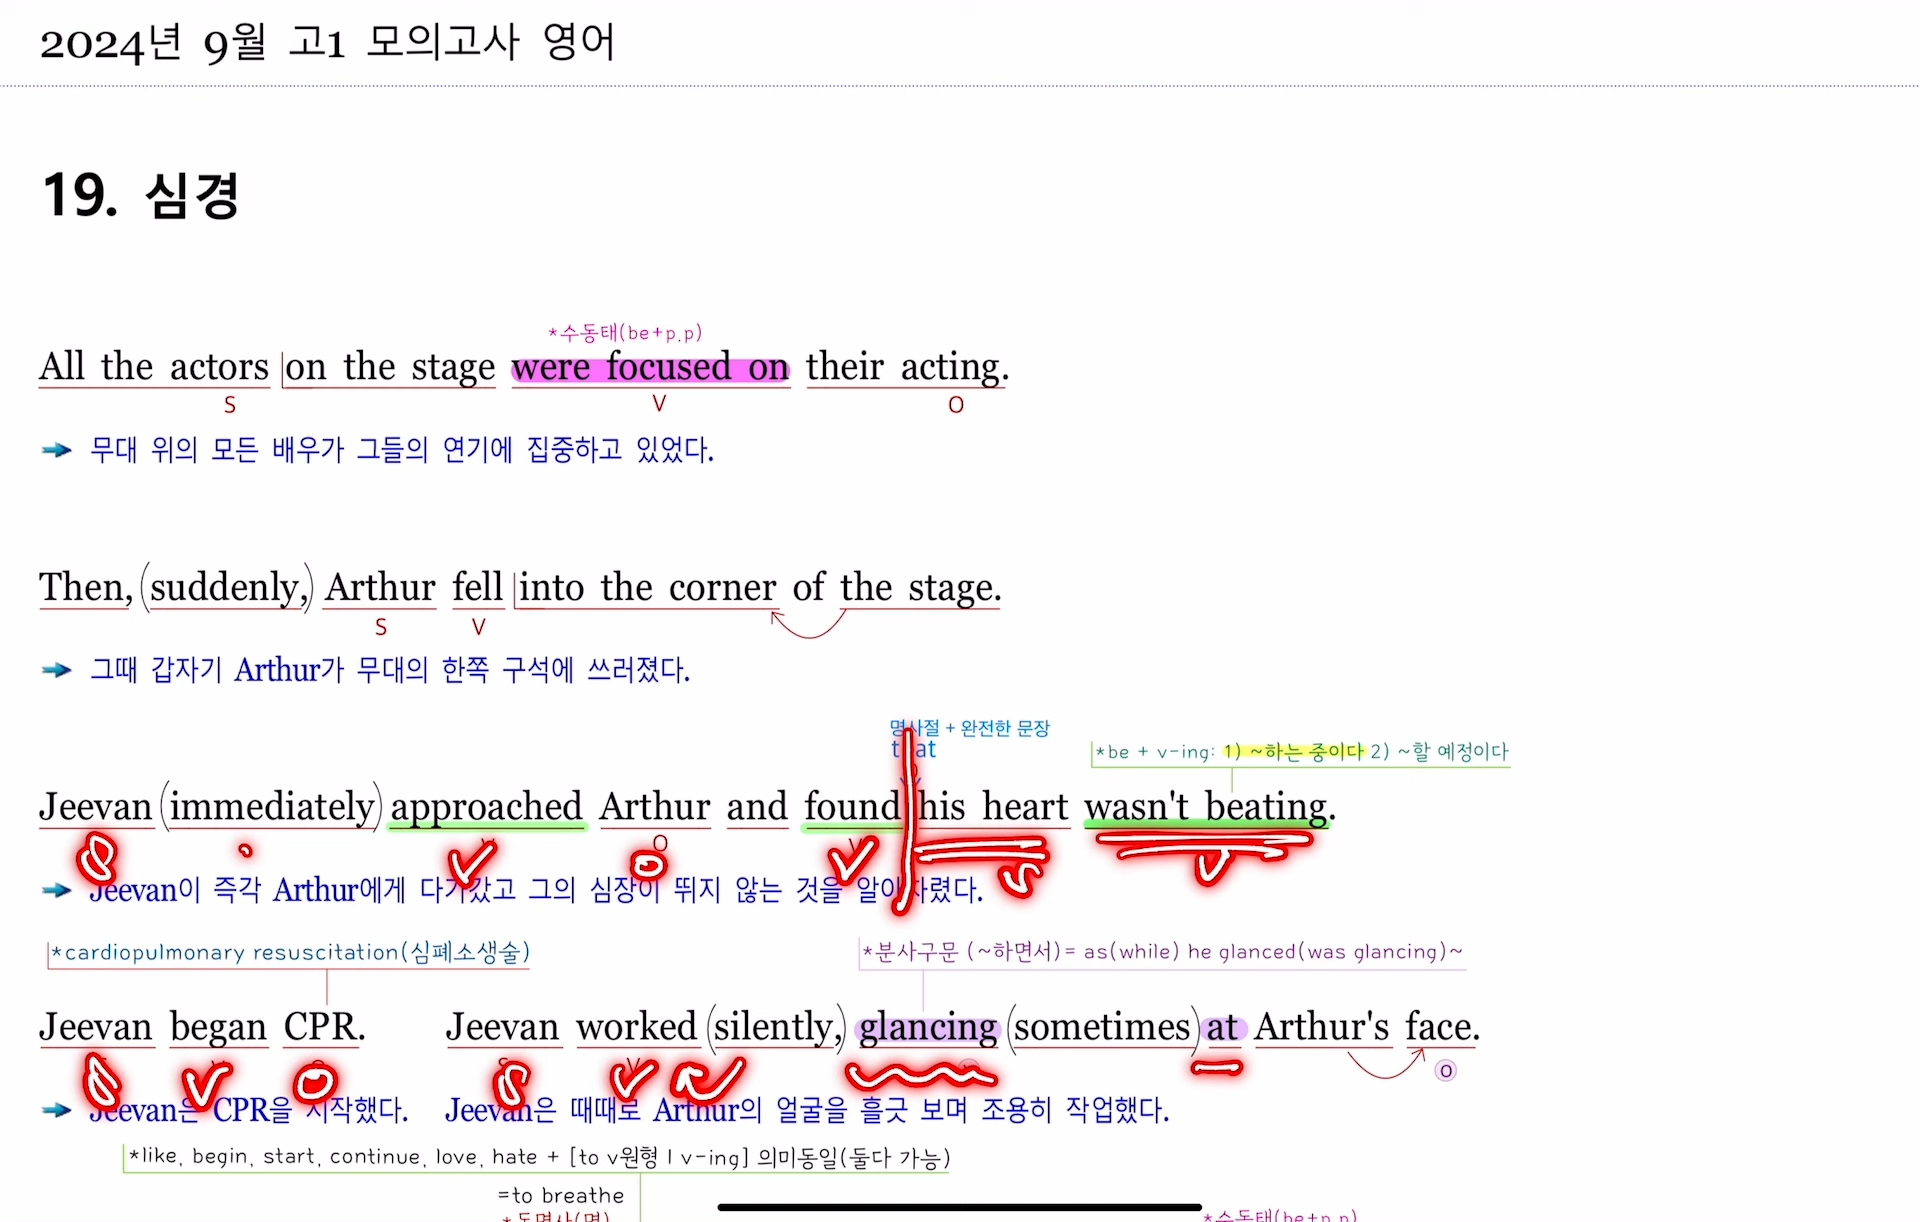 2024년 9월 고1 모의고사 영어
19. 심경
*수동태(be+p.p)
All the actors on the stage were focused on their acting.
S V O
무대 위의 모든 배우가 그들의 연기에 집중하고 있었다.
Then, (suddenly,) Arthur fell into the corner of the stage.
S V
그때 갑자기 Arthur가 무대의 한쪽 구석에 쓰러졌다.
명사절 + 완전한 문장
that
*be + v-ing: 1) ~하는 중이다 2) ~할 예정이다
Jeevan (immediately) approached Arthur and found his heart wasn't beating.
S V O V S V
Jeevan이 즉각 Arthur에게 다가갔고 그의 심장이 뛰지 않는 것을 알아차렸다.
*cardiopulmonary resuscitation(심폐소생술)
*분사구문 (~하면서)= as(while) he glanced(was glancing)~
Jeevan began CPR. Jeevan worked (silently,) glancing (sometimes) at Arthur's face.
S V O S V O
Jeevan은 CPR을 시작했다. Jeevan은 때때로 Arthur의 얼굴을 흘긋 보며 조용히 작업했다.
*like, begin, start, continue, love, hate + [to v원형 | v-ing] 의미동일(둘다 가능)
=to breathe
*동명사(명)
*수동태(be+p.p)